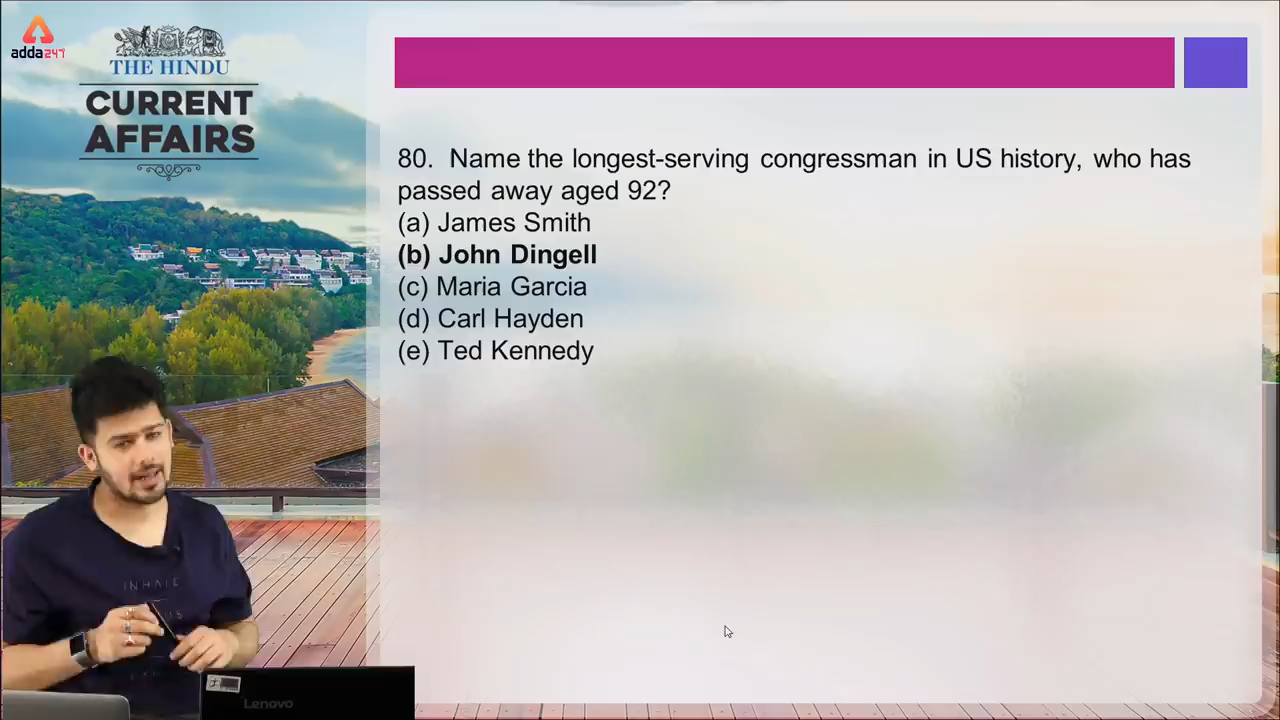 adda247
THE HINDU
CURRENT
AFFAIRS
80. Name the longest-serving congressman in US history, who has
passed away aged 92?
(a) James Smith
(b) John Dingell
(c) Maria Garcia
(d) Carl Hayden
(e) Ted Kennedy
INHALE
Lenovo